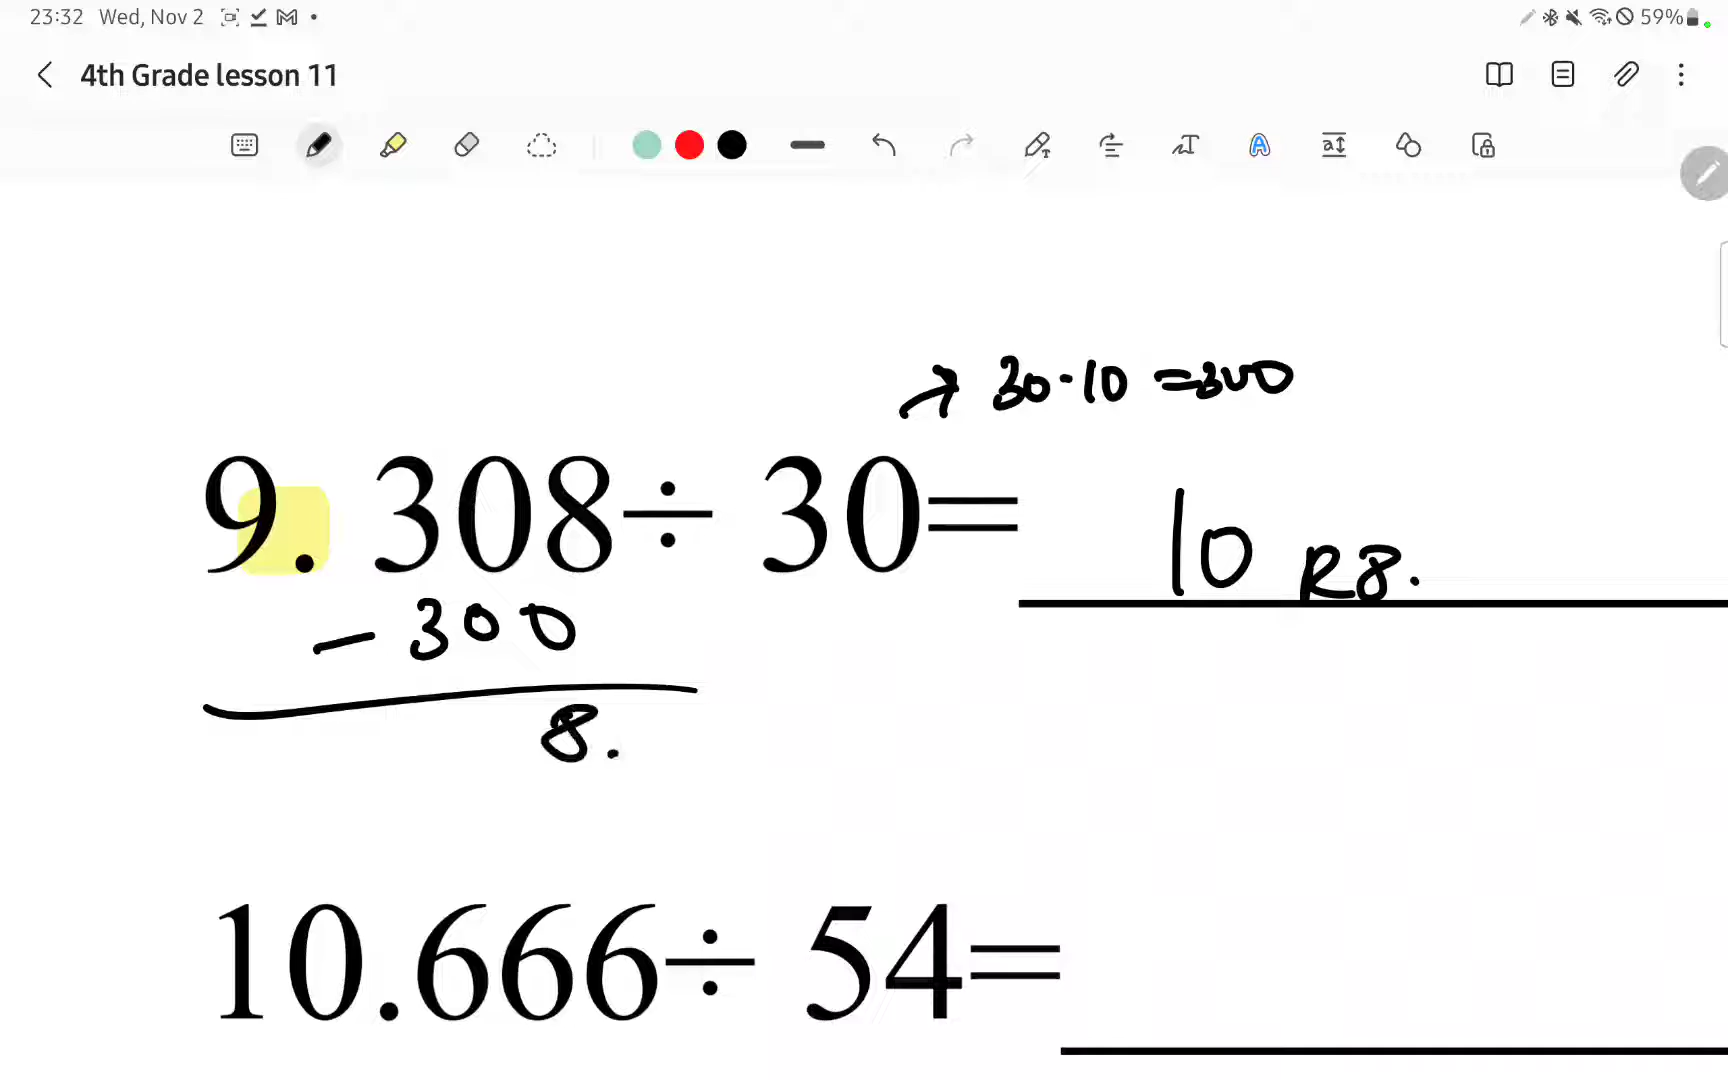 23:32 Wed, Nov 2 59%
4th Grade lesson 11
30·10 =300
9. 308÷ 30= 10 R8.
- 300
8.
10.666÷ 54=